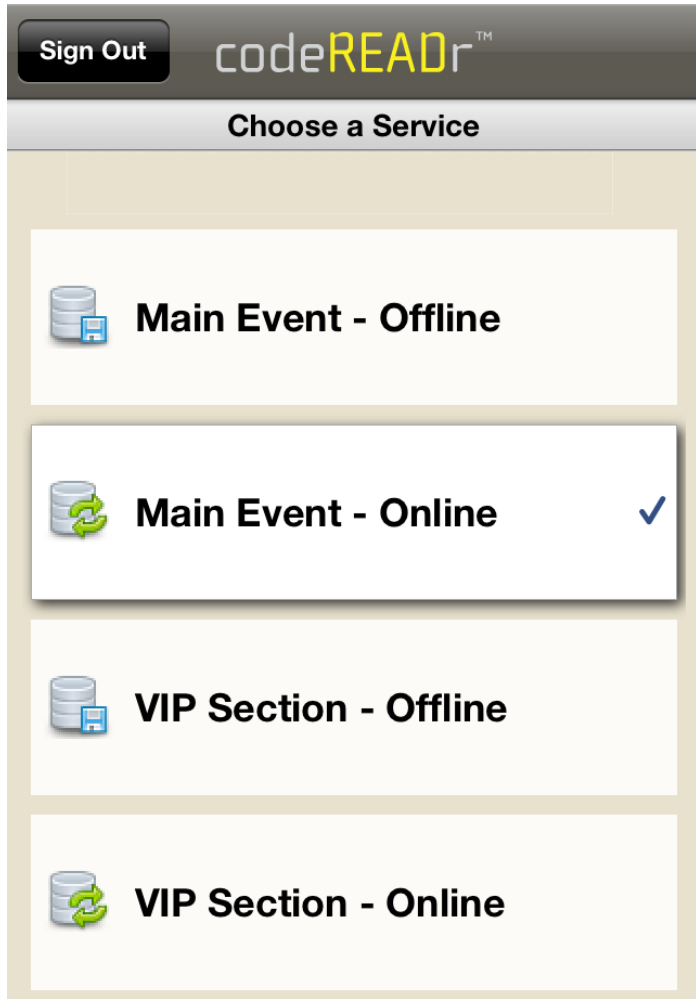 Sign Out
codeREADr™
Choose a Service
Main Event - Offline
Main Event - Online
VIP Section - Offline
VIP Section - Online